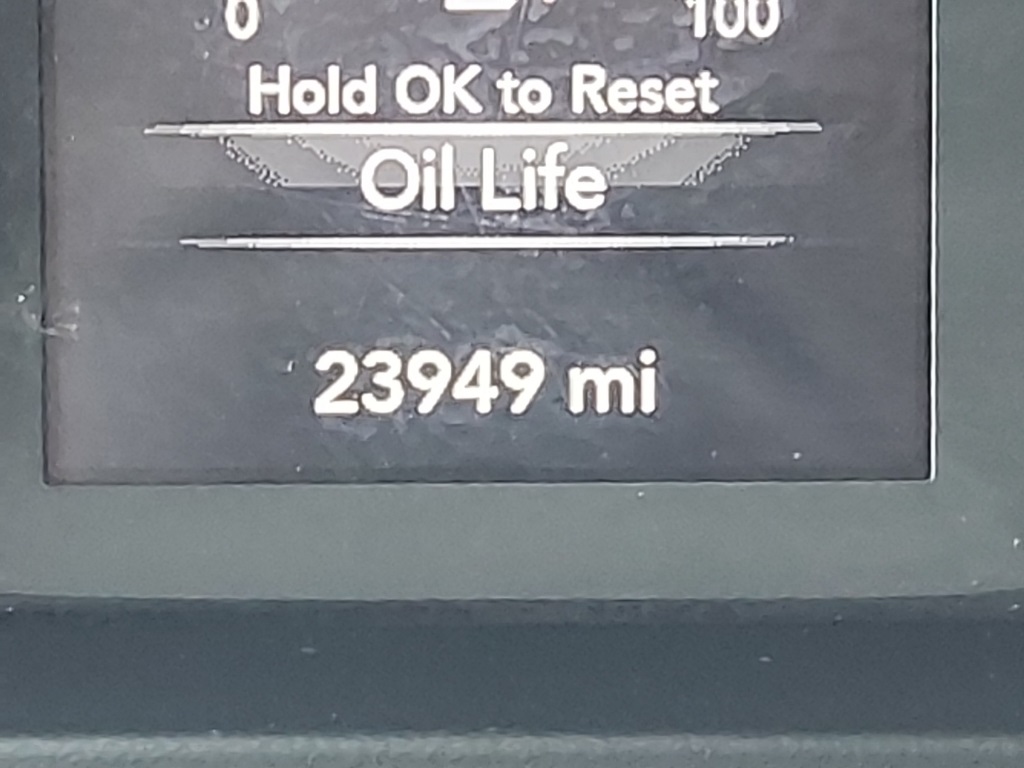 0 100
Hold OK to Reset
Oil Life
23949 mi